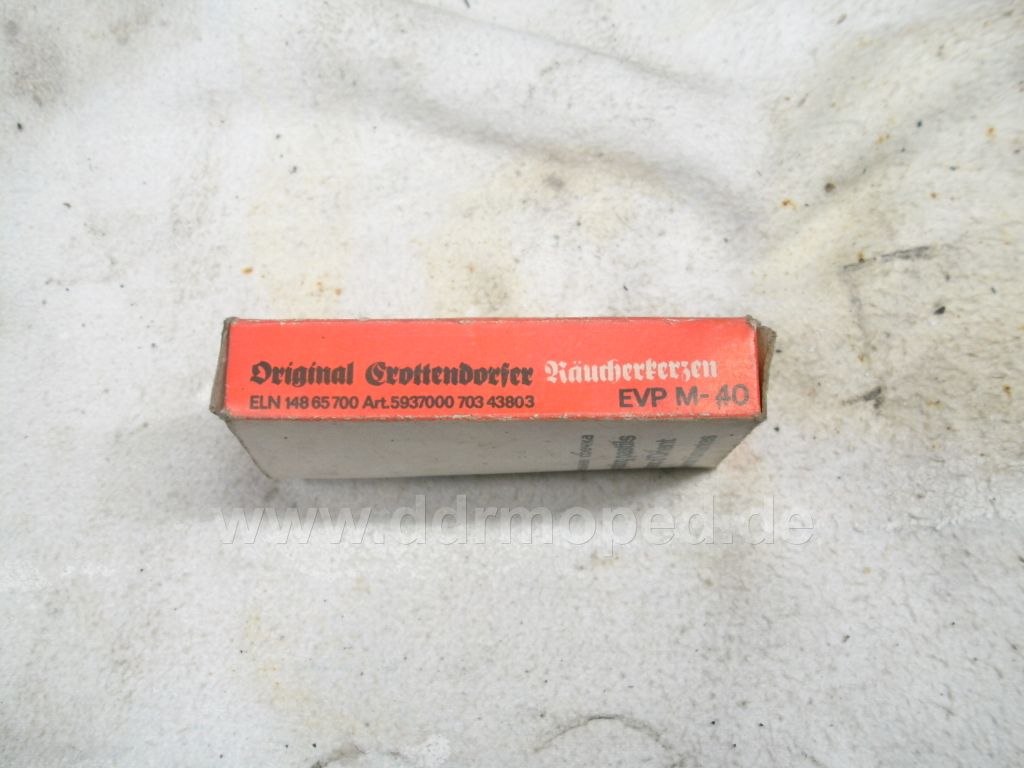 Original Crottendorfer Räucherkerzen
ELN 148 65 700 Art. 5937000 703 43803 EVP M-,40
www.ddrmoped.de